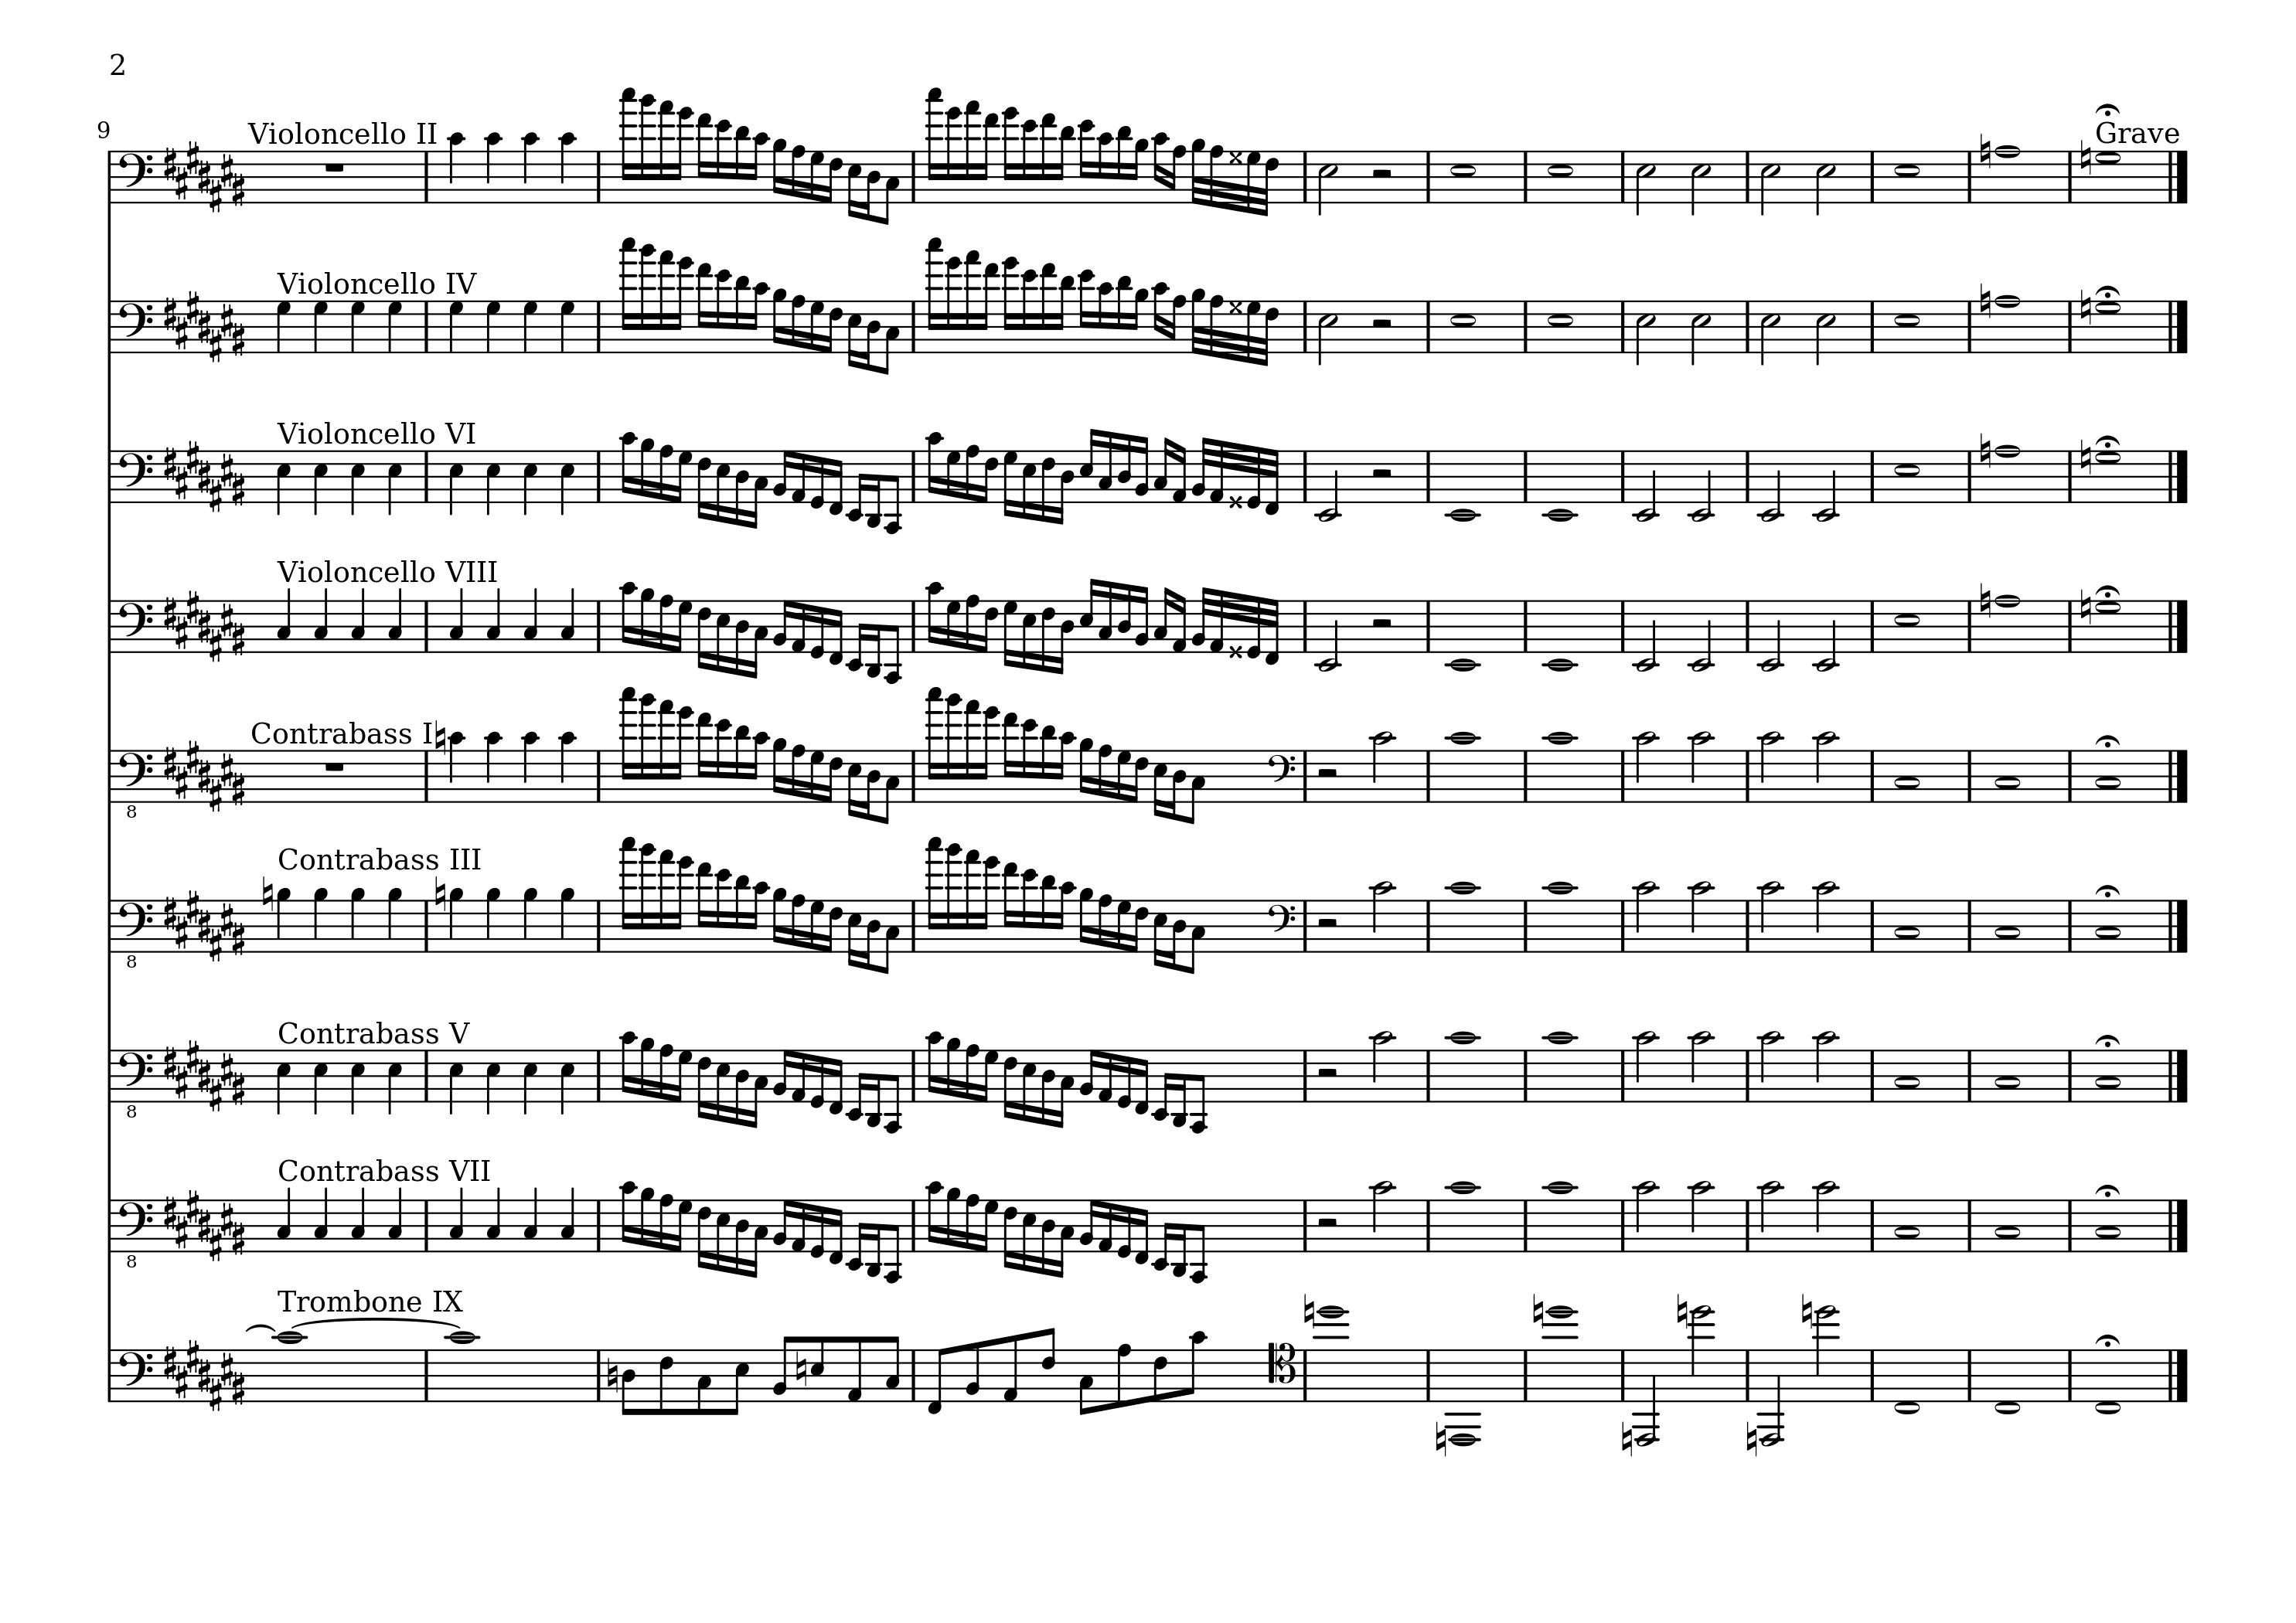 2
9
Violoncello II
Grave
Violoncello IV
Violoncello VI
Violoncello VIII
Contrabass I
8
Contrabass III
8
Contrabass V
8
Contrabass VII
8
Trombone IX